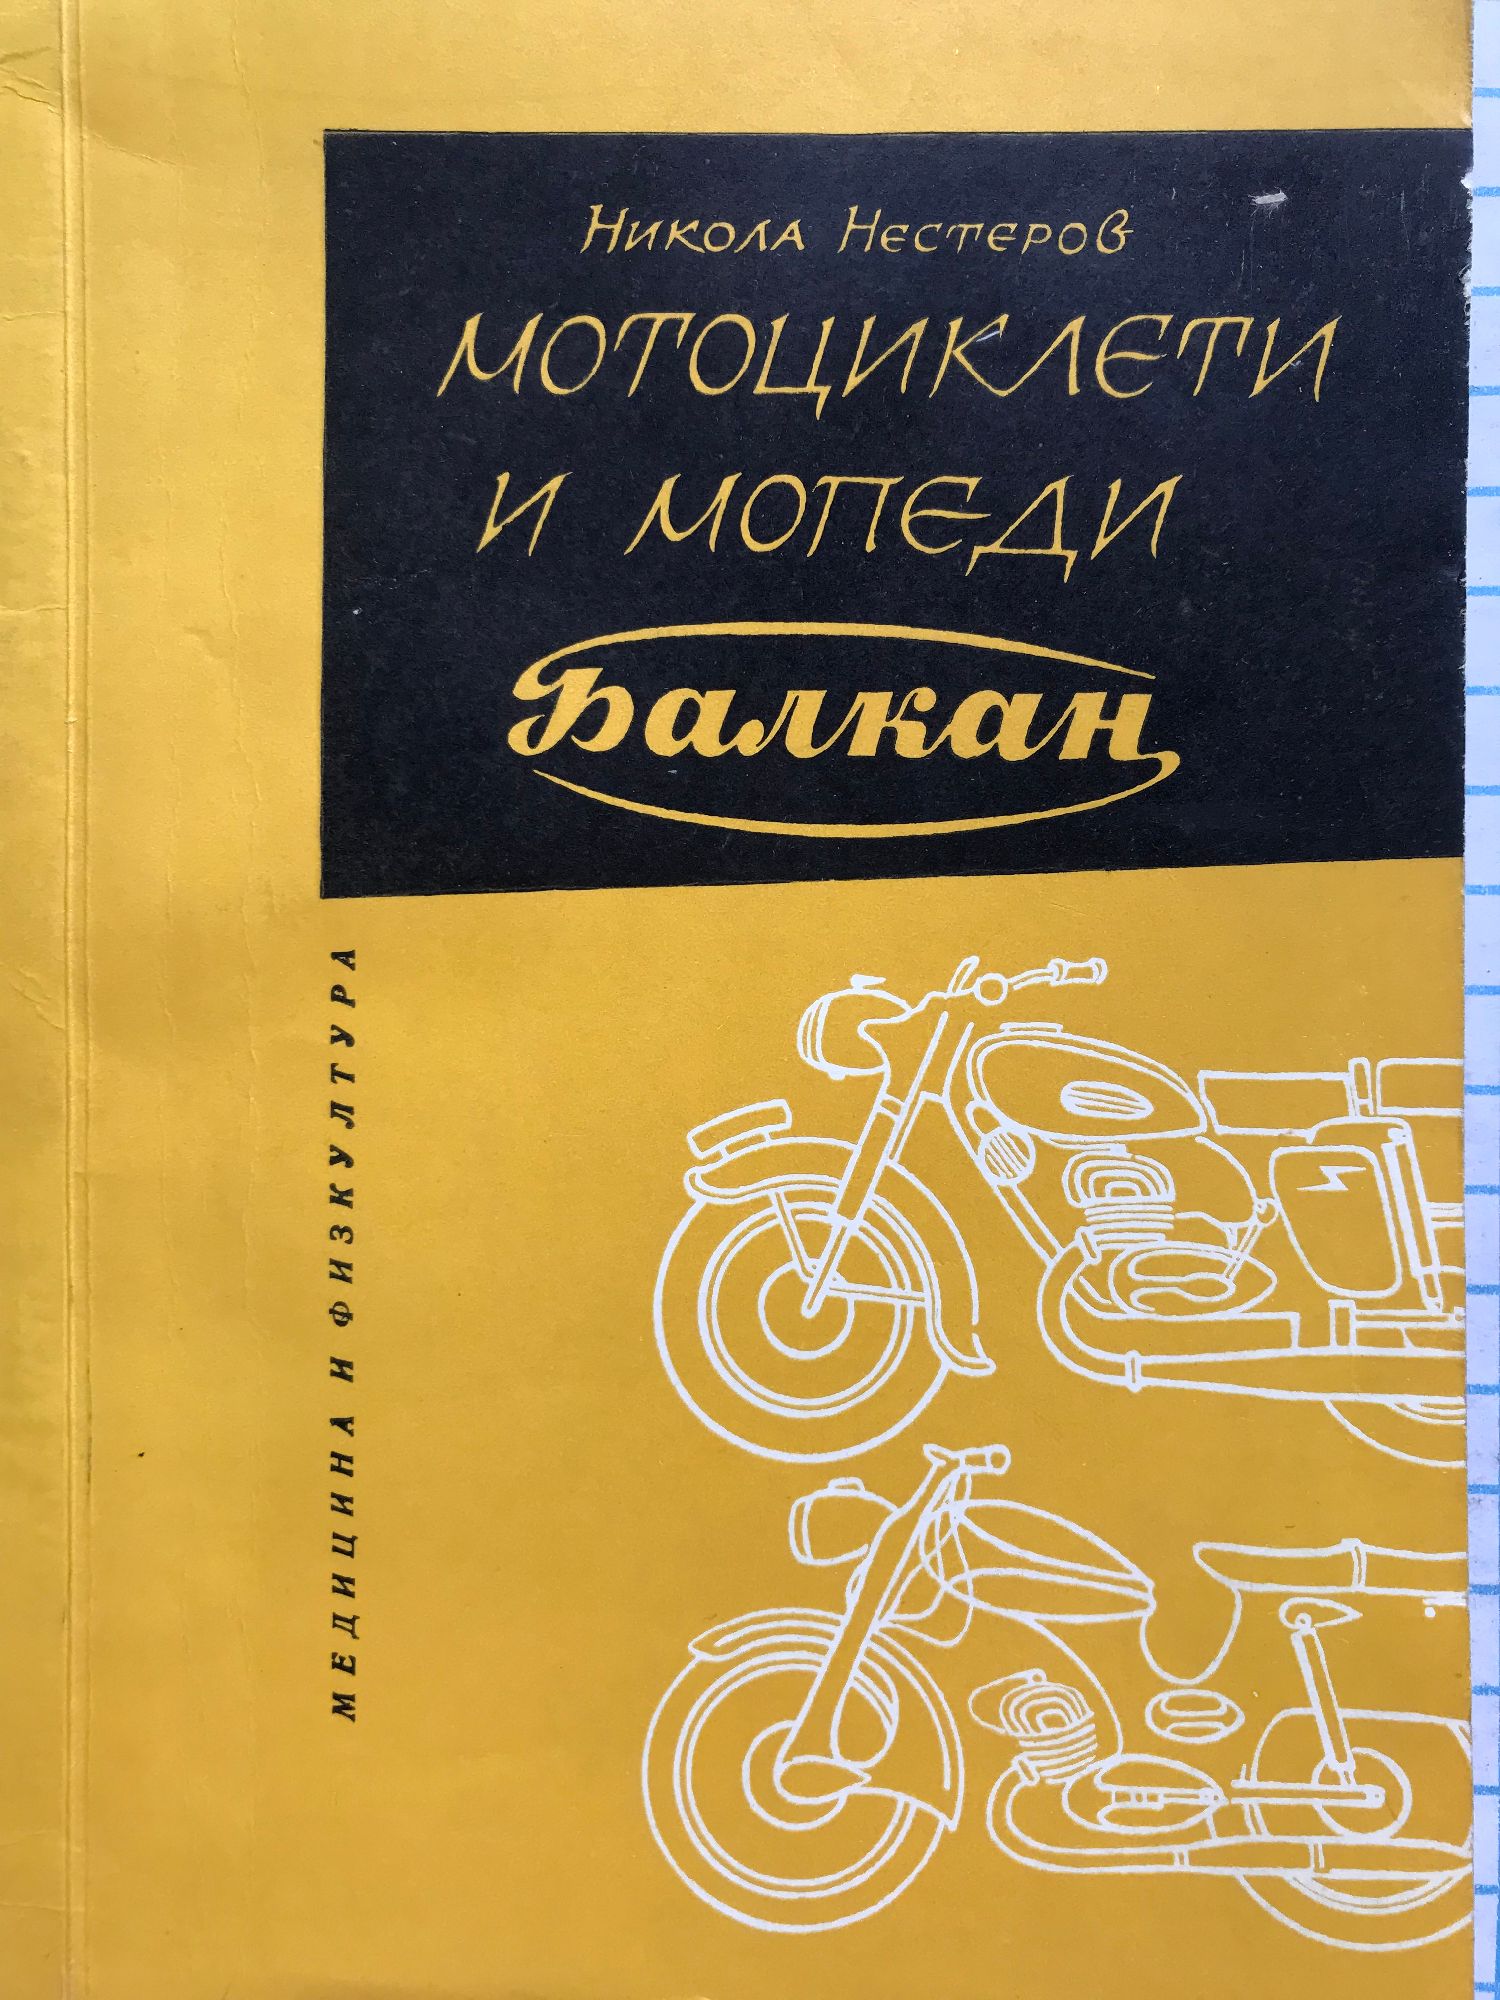 Никола Нестеров
МОТОЦИКЛЕТИ
И МОПЕДИ
Балкан
МЕДИЦИНА И ФИЗКУЛТУРА